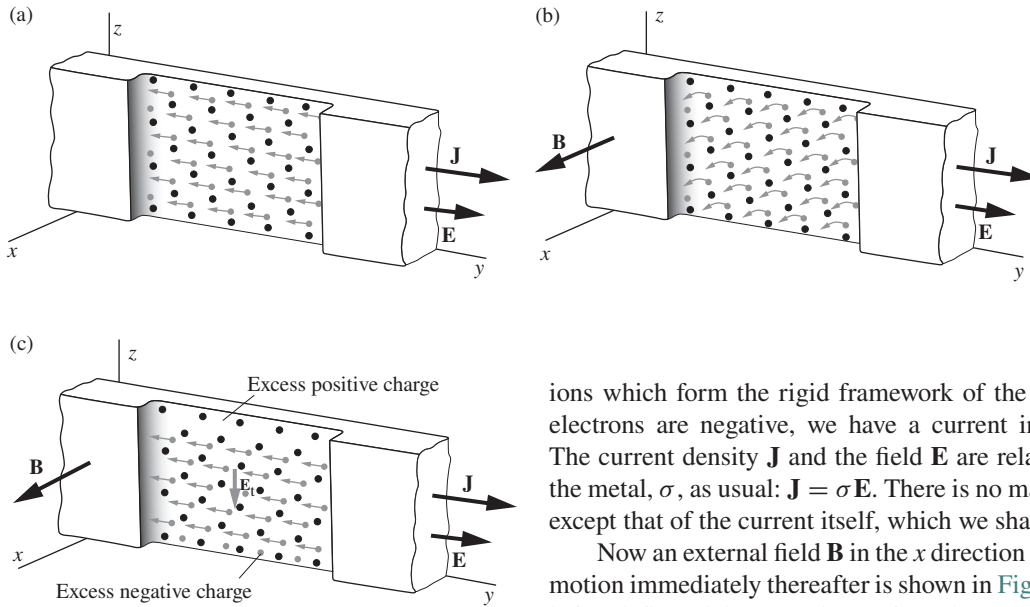 (a)
z
J
E
x
y
(b)
z
B
J
E
x
y
(c)
z
Excess positive charge
B
E_t
J
E
x
y
Excess negative charge
ions which form the rigid framework of the
electrons are negative, we have a current in
The current density J and the field E are rela
the metal, σ, as usual: J = σE. There is no ma
except that of the current itself, which we sha
Now an external field B in the x direction
motion immediately thereafter is shown in Fig